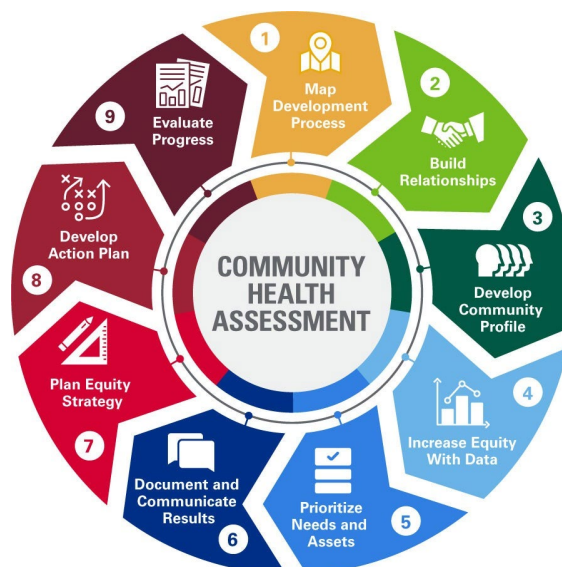 COMMUNITY
HEALTH
ASSESSMENT
1
Map
Development
Process
2
Build
Relationships
3
Develop
Community
Profile
4
Increase Equity
With Data
5
Prioritize
Needs and
Assets
6
Document and
Communicate
Results
7
Plan Equity
Strategy
8
Develop
Action Plan
9
Evaluate
Progress